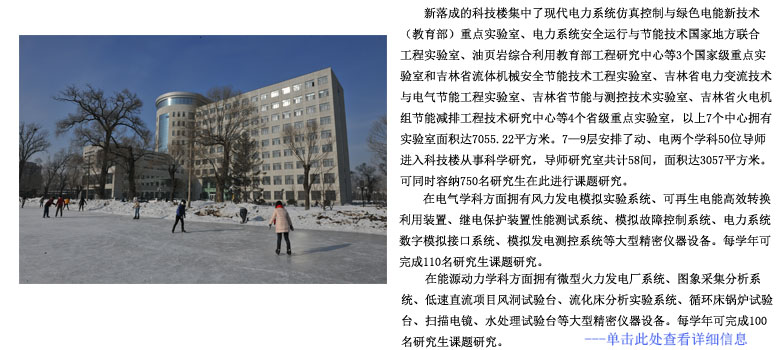 新落成的科技楼集中了现代电力系统仿真控制与绿色电能新技术
（教育部）重点实验室、电力系统安全运行与节能技术国家地方联合
工程实验室、油页岩综合利用教育部工程研究中心等3个国家级重点实
验室和吉林省流体机械安全节能技术工程实验室、吉林省电力交流技术
与电气节能工程实验室、吉林省节能与测控技术实验室、吉林省火电机
组节能减排工程技术研究中心等4个省级重点实验室，以上7个中心拥有
实验室面积达7055.22平方米。7—9层安排了动、电两个学科50位导师
进入科技楼从事科学研究，导师研究室共计58间，面积达3057平方米。
可同时容纳750名研究生在此进行课题研究。
在电气学科方面拥有风力发电模拟实验系统、可再生电能高效转换
利用装置、继电保护装置性能测试系统、模拟故障控制系统、电力系统
数字模拟接口系统、模拟发电测控系统等大型精密仪器设备。每学年可
完成110名研究生课题研究。
在能源动力学科方面拥有微型火力发电厂系统、图象采集分析系
统、低速直流项目风洞试验台、流化床分析实验系统、循环床锅炉试验
台、扫描电镜、水处理试验台等大型精密仪器设备。每学年可完成100
名研究生课题研究。
---单击此处查看详细信息